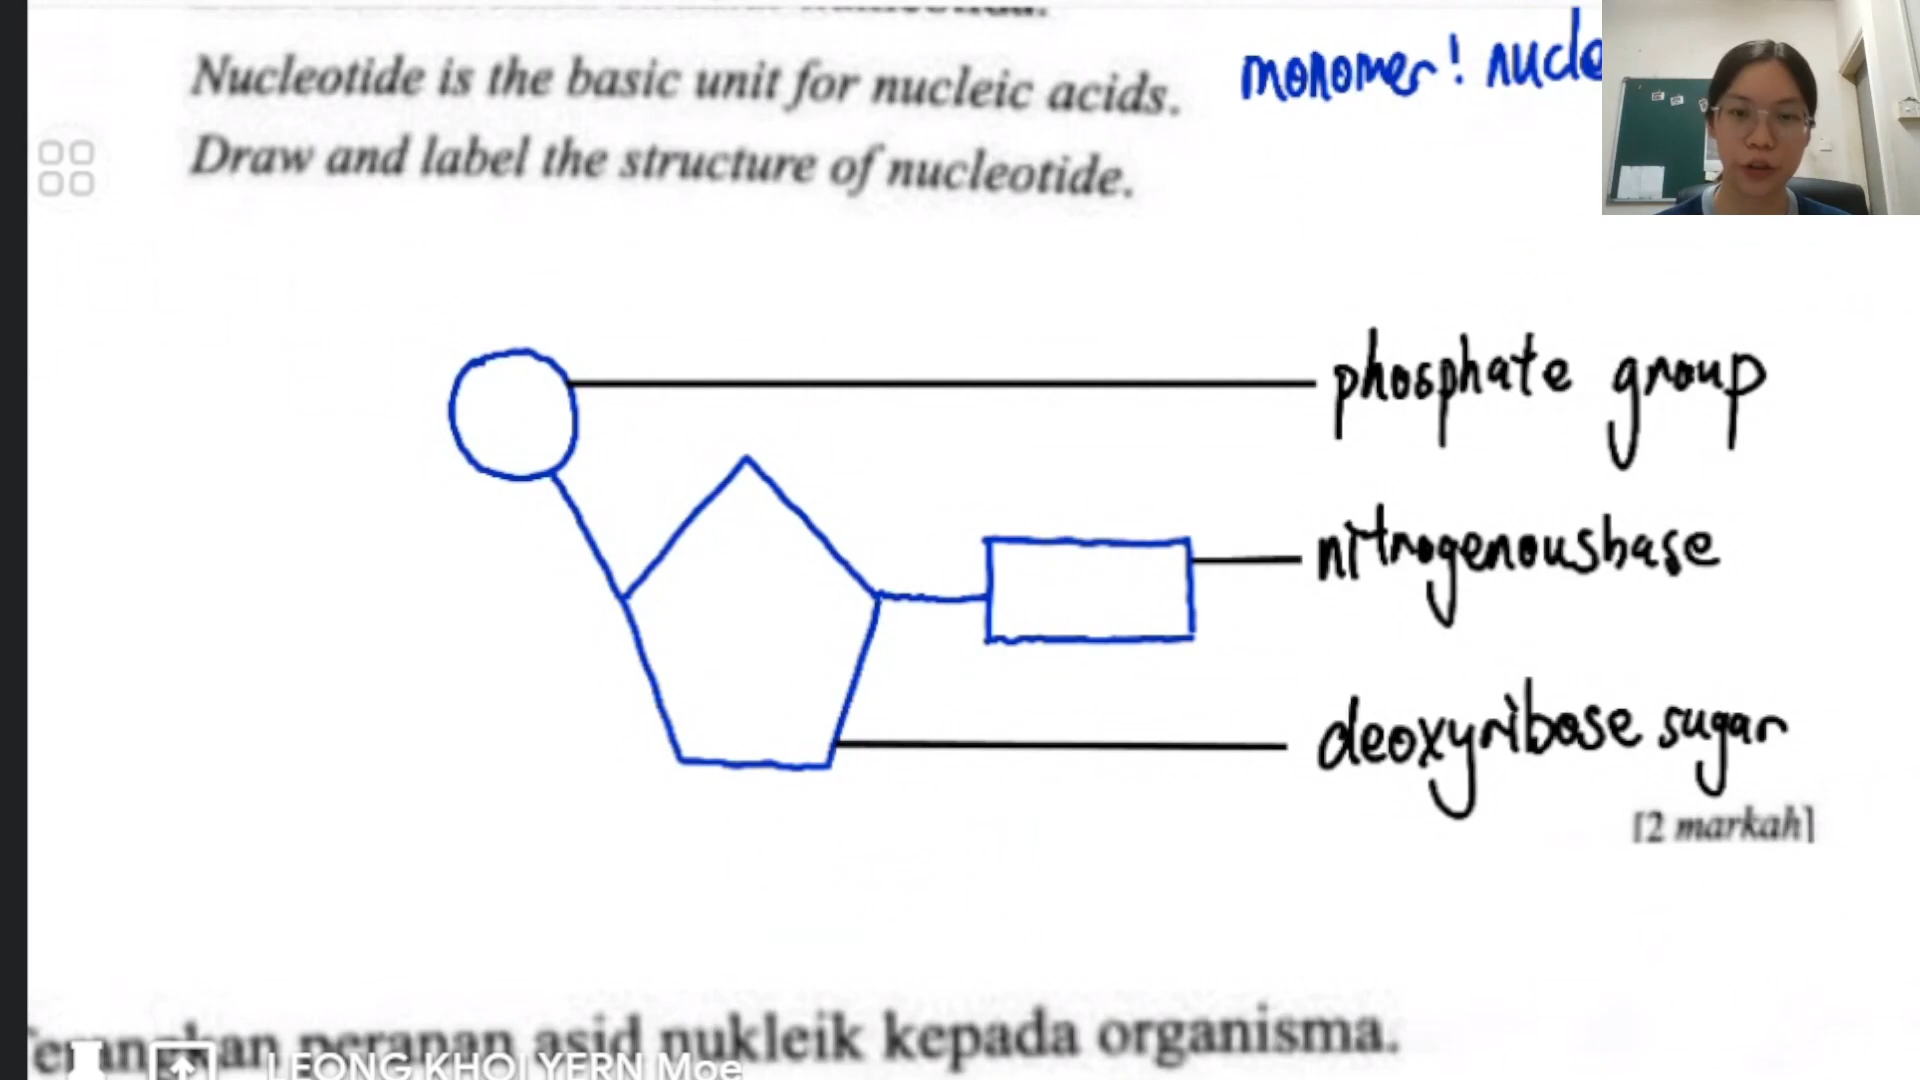 Nucleotide is the basic unit for nucleic acids.
monomer! nucle
Draw and label the structure of nucleotide.
phosphate group
nitrogenousbase
deoxyribose sugar
[2 markah]
Terangkan peranan asid nukleik kepada organisma.
LEONG KHOI YERN Moe